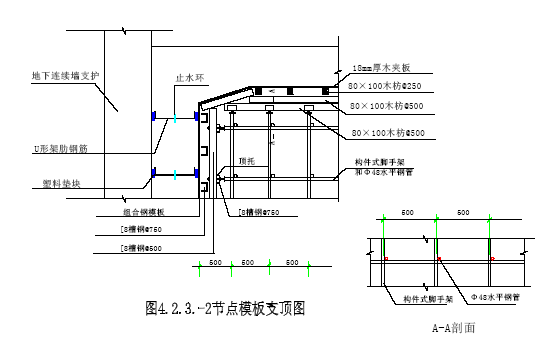 18mm厚木夹板
地下连续墙支护
止水环
80×100木枋@250
80×100木枋@500
80×100木枋@500
U形架肋钢筋
顶托
构件式脚手架
和Φ48水平钢管
塑料垫块
组合钢模板
[8槽钢@750
[8槽钢@750
[8槽钢@500
500 500
500 500 500
构件式脚手架
Φ48水平钢管
图4.2.3.-2节点模板支顶图
A-A剖面